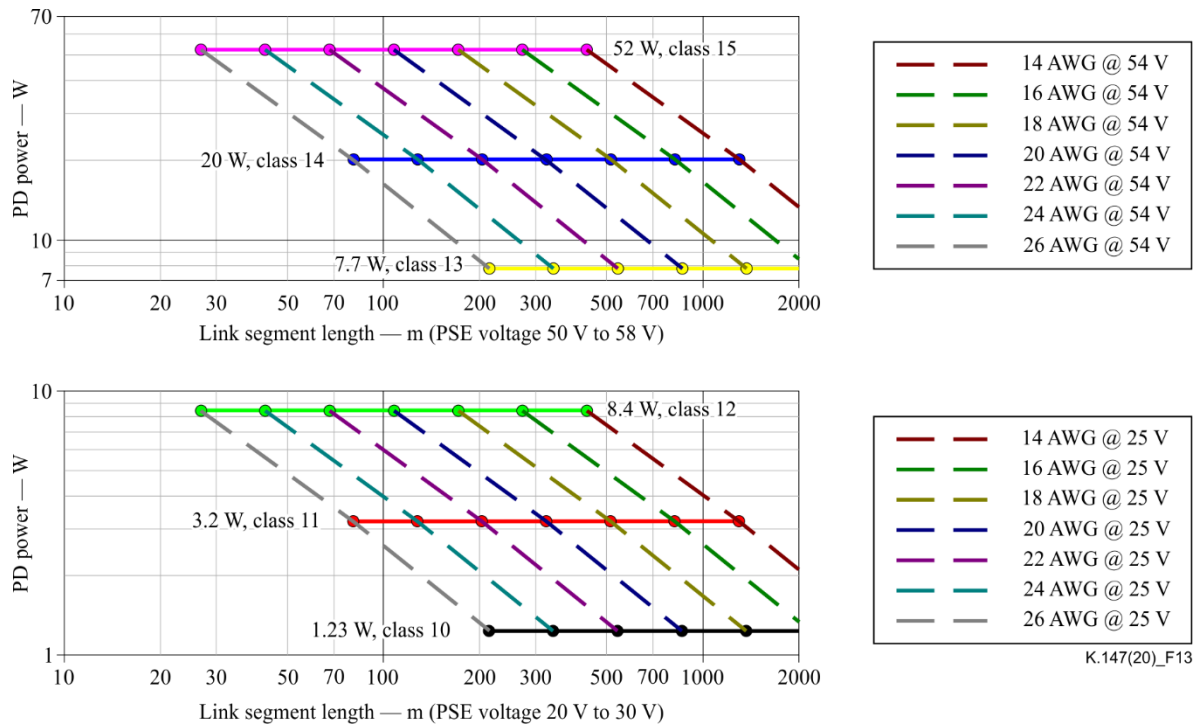 70
52 W, class 15
PD power — W
20 W, class 14
10
7.7 W, class 13
7
10 20 30 50 70 100 200 300 500 700 1000 2000
Link segment length — m (PSE voltage 50 V to 58 V)
14 AWG @ 54 V
16 AWG @ 54 V
18 AWG @ 54 V
20 AWG @ 54 V
22 AWG @ 54 V
24 AWG @ 54 V
26 AWG @ 54 V
10
8.4 W, class 12
PD power — W
3.2 W, class 11
1.23 W, class 10
1
10 20 30 50 70 100 200 300 500 700 1000 2000
Link segment length — m (PSE voltage 20 V to 30 V)
14 AWG @ 25 V
16 AWG @ 25 V
18 AWG @ 25 V
20 AWG @ 25 V
22 AWG @ 25 V
24 AWG @ 25 V
26 AWG @ 25 V
K.147(20)_F13